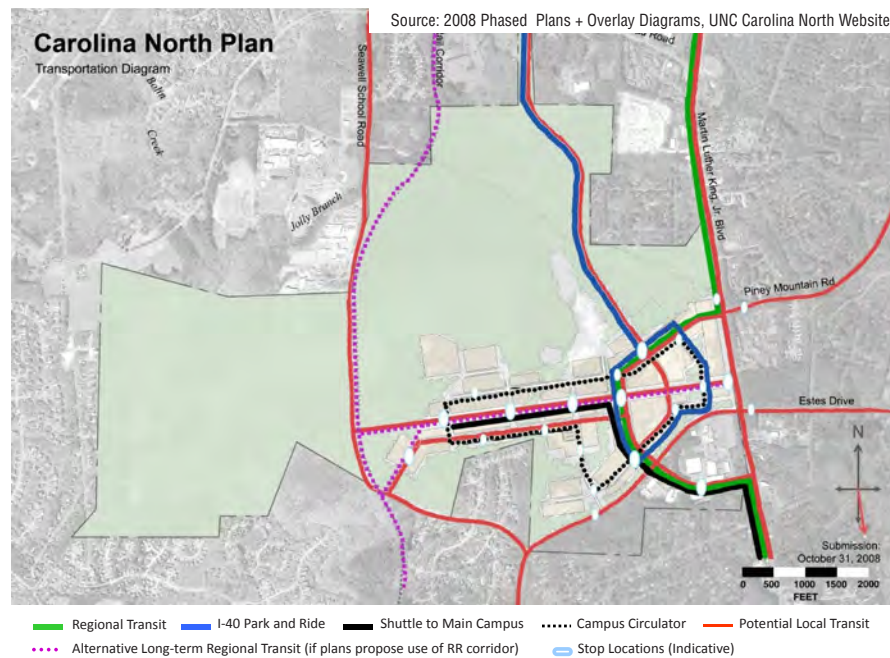 Source: 2008 Phased Plans + Overlay Diagrams, UNC Carolina North Website
Carolina North Plan
Transportation Diagram
Bolin
Creek
Jolly Branch
Seawell School Road
Corridor
Road
Martin Luther King, Jr. Blvd
Piney Mountain Rd.
Estes Drive
N
Submission:
October 31, 2008
0 500 1000 1500 2000
FEET
Regional Transit I-40 Park and Ride Shuttle to Main Campus Campus Circulator Potential Local Transit
Alternative Long-term Regional Transit (if plans propose use of RR corridor) Stop Locations (Indicative)